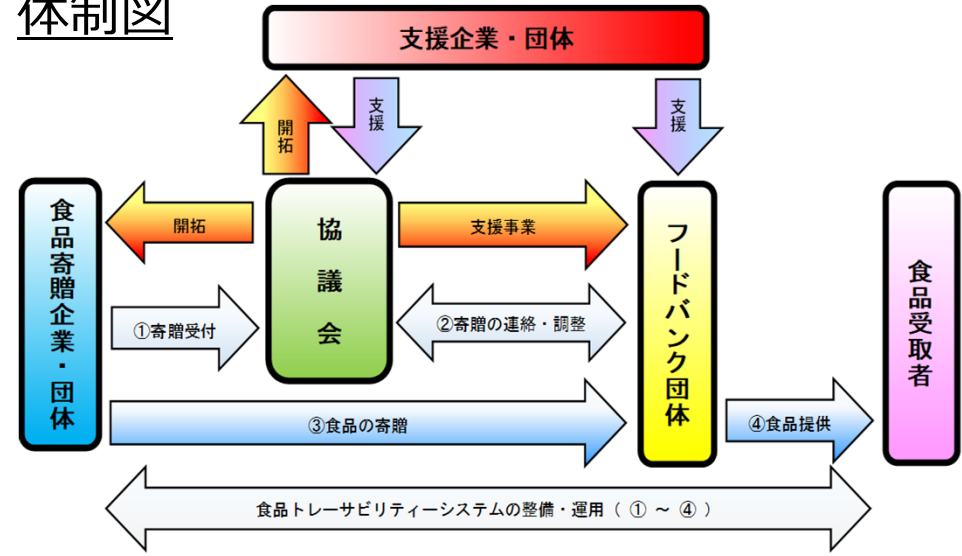 体制図
支援企業・団体
開拓
支援
支援
食品寄贈企業・団体
開拓
協議会
支援事業
フードバンク団体
食品受取者
①寄贈受付
②寄贈の連絡・調整
③食品の寄贈
④食品提供
食品トレーサビリティーシステムの整備・運用（ ① ～ ④ ）